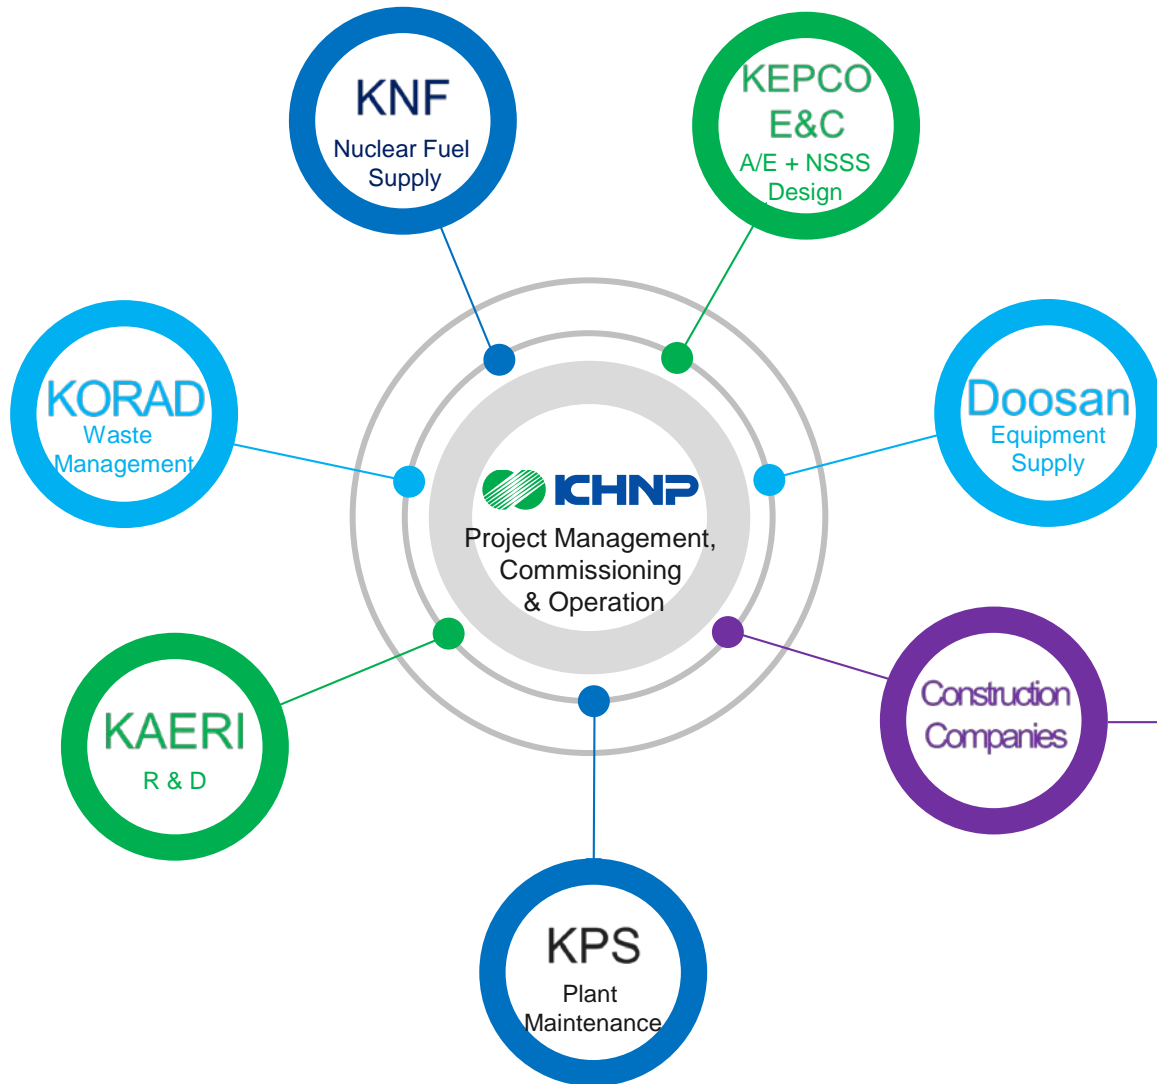 KNF
Nuclear Fuel
Supply
KEPCO
E&C
A/E + NSSS
Design
KORAD
Waste
Management
Doosan
Equipment
Supply
KHNP
Project Management,
Commissioning
& Operation
KAERI
R & D
Construction
Companies
KPS
Plant
Maintenance